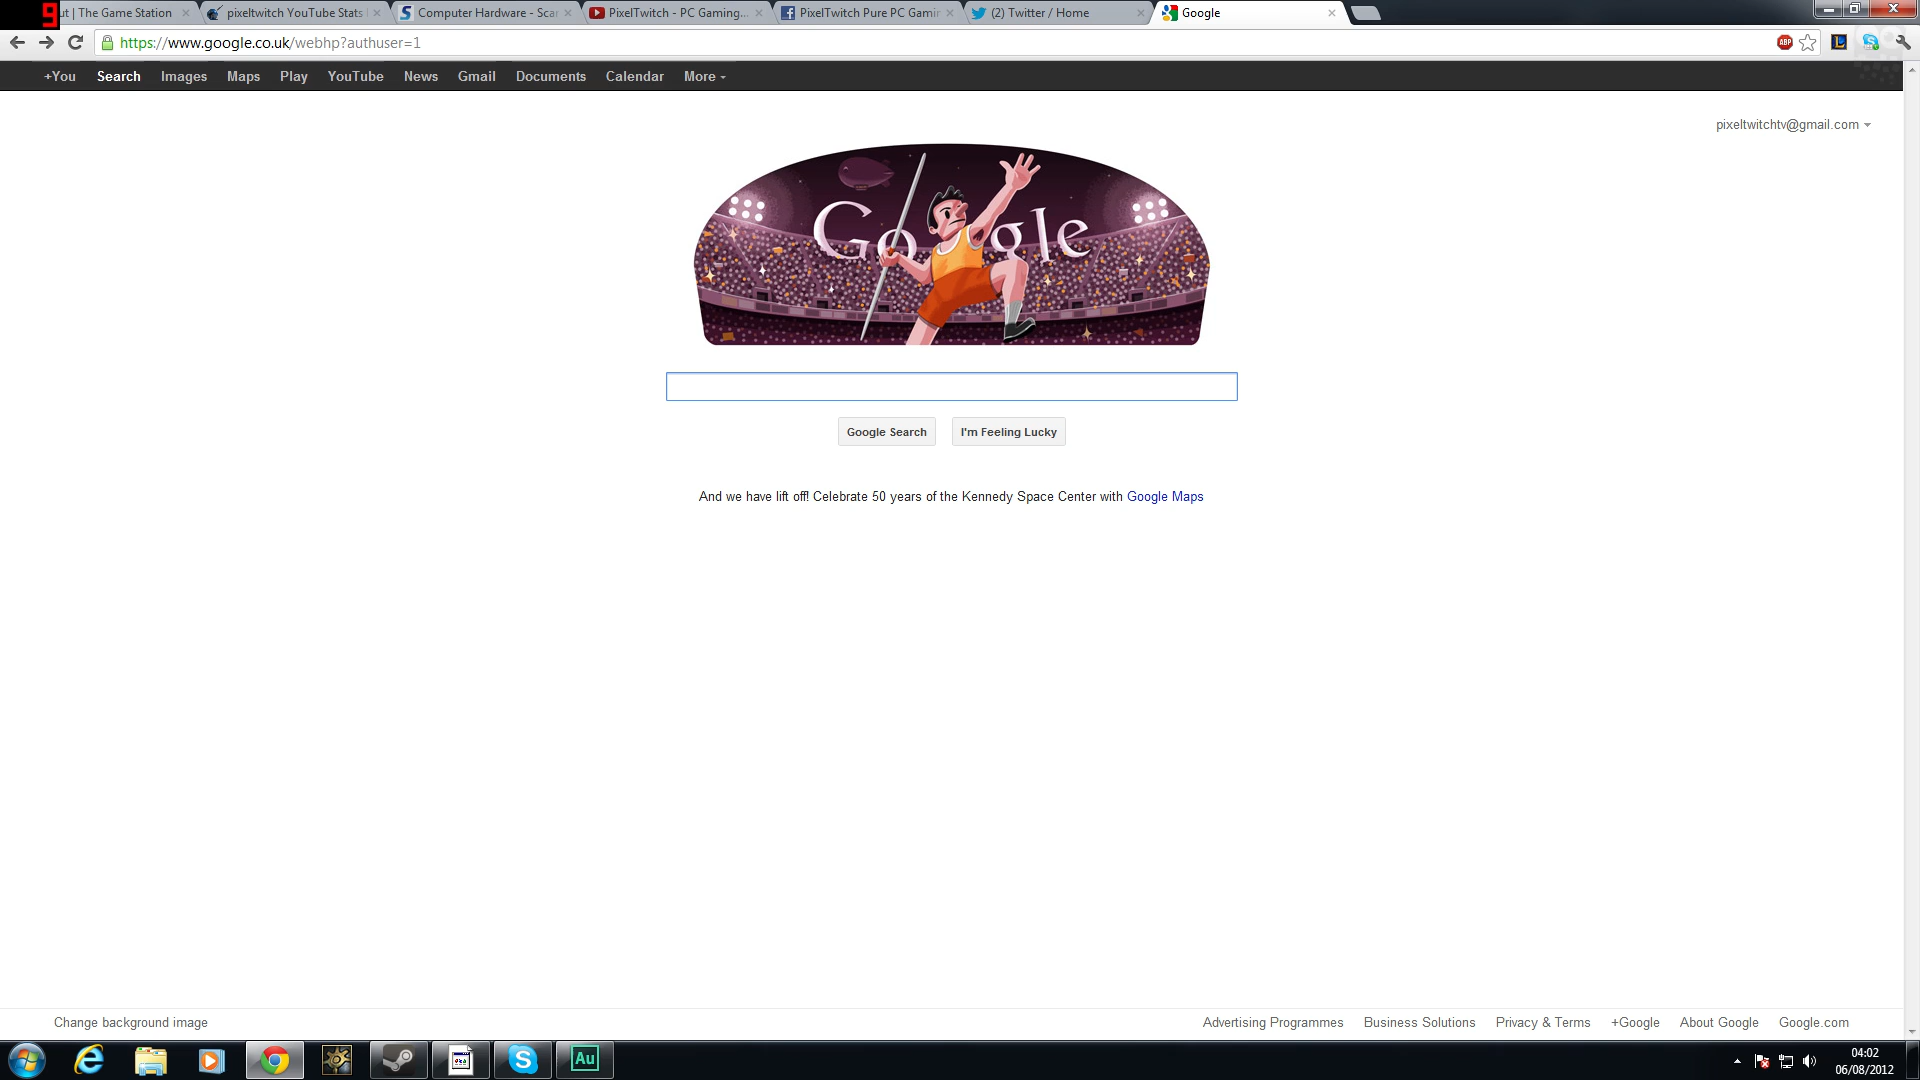 9
ut | The Game Station
pixeltwitch YouTube Stats
Computer Hardware - Sca
PixelTwitch - PC Gaming...
PixelTwitch Pure PC Gamin
(2) Twitter / Home
Google
https://www.google.co.uk/webhp?authuser=1
ABP
L
+You Search Images Maps Play YouTube News Gmail Documents Calendar More
pixeltwitchtv@gmail.com
Google
Google Search I'm Feeling Lucky
And we have lift off! Celebrate 50 years of the Kennedy Space Center with Google Maps
Change background image
Advertising Programmes Business Solutions Privacy & Terms +Google About Google Google.com
Au
04:02
06/08/2012